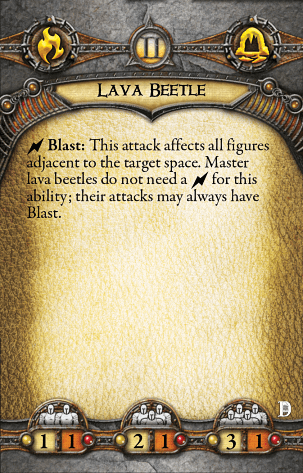 II
LAVA BEETLE
Blast: This attack affects all figures
adjacent to the target space. Master
lava beetles do not need a for this
ability; their attacks may always have
Blast.
D
1 1 2 1 3 1